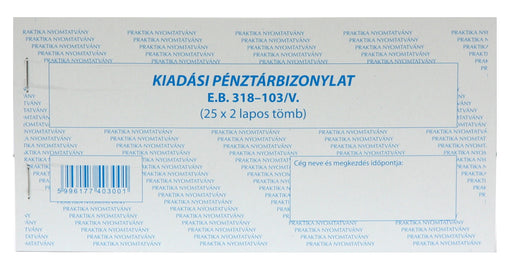 PRAKTIKA NYOMTATVÁNY
KIADÁSI PÉNZTÁRBIZONYLAT
E.B. 318–103/V.
(25 x 2 lapos tömb)
Cég neve és megkezdés időpontja:
5996177403001